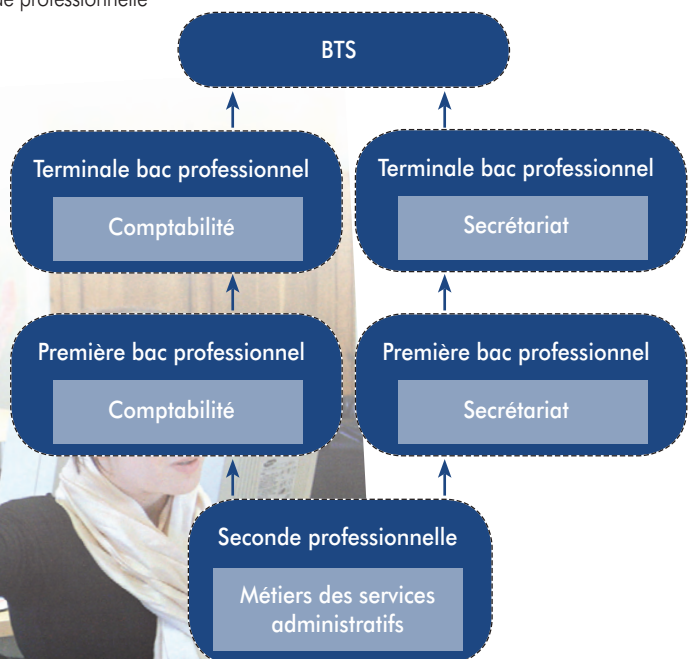 professionnelle
BTS
Terminale bac professionnel
Comptabilité
Terminale bac professionnel
Secrétariat
Première bac professionnel
Comptabilité
Première bac professionnel
Secrétariat
Seconde professionnelle
Métiers des services
administratifs